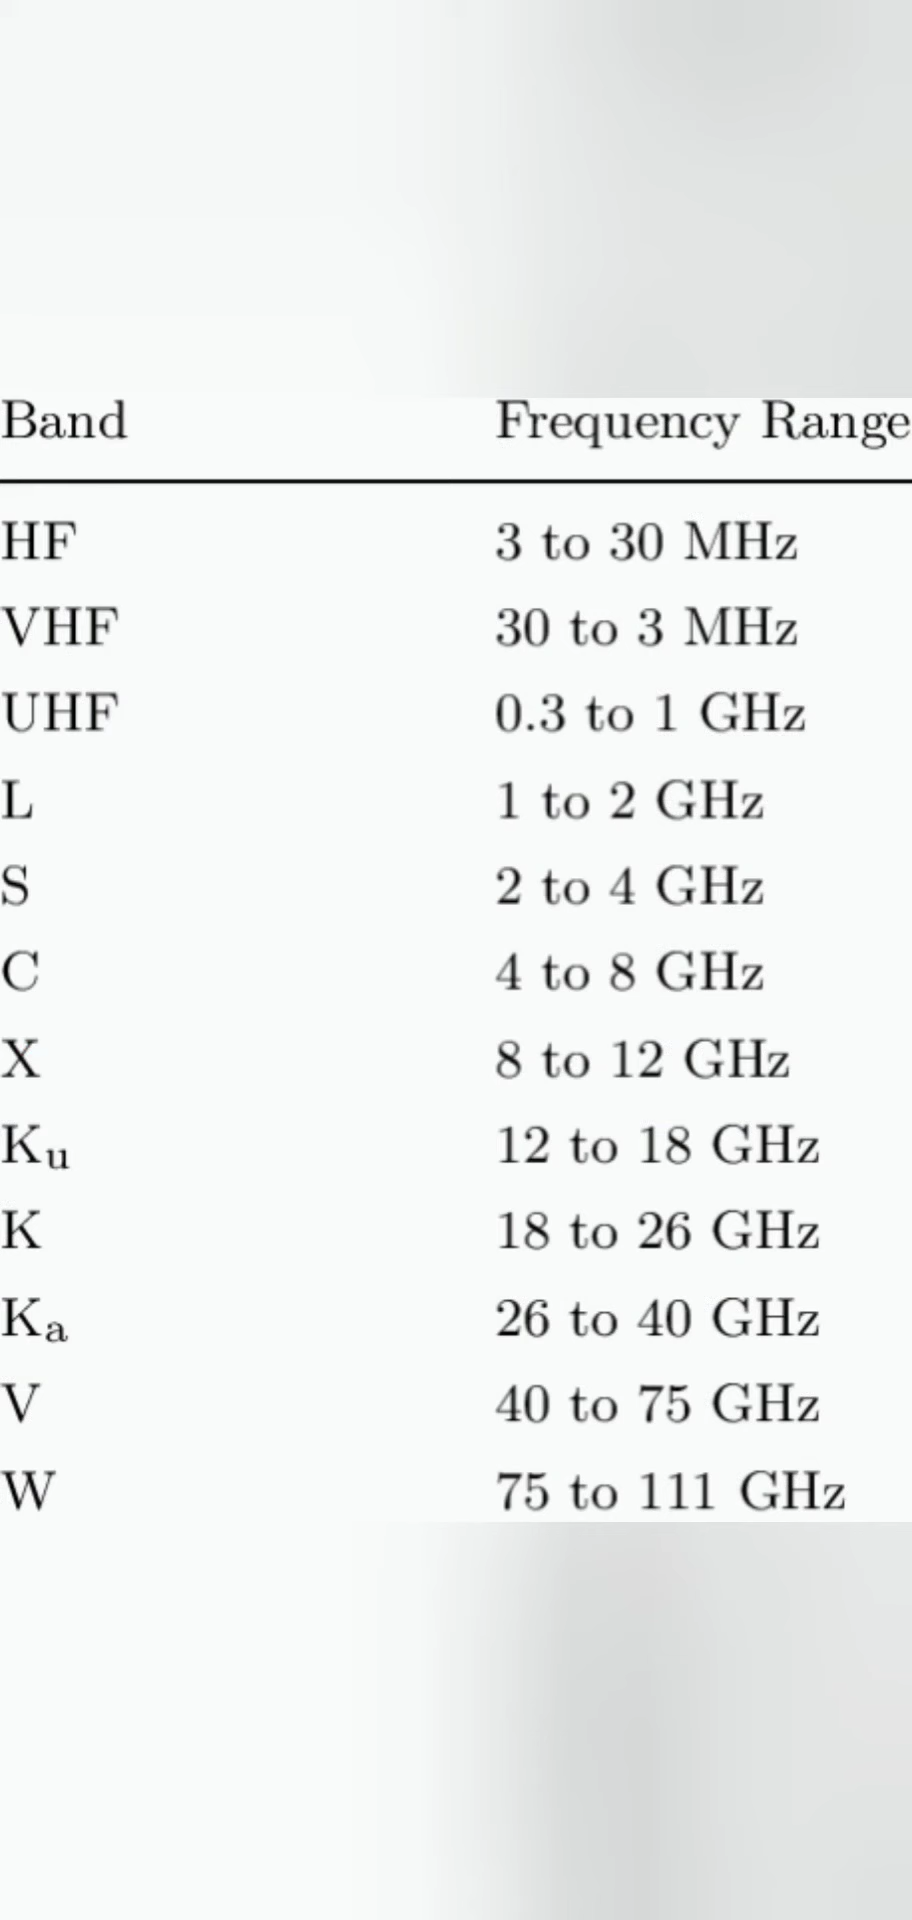 Band Frequency Range
HF 3 to 30 MHz
VHF 30 to 3 MHz
UHF 0.3 to 1 GHz
L 1 to 2 GHz
S 2 to 4 GHz
C 4 to 8 GHz
X 8 to 12 GHz
Ku 12 to 18 GHz
K 18 to 26 GHz
Ka 26 to 40 GHz
V 40 to 75 GHz
W 75 to 111 GHz